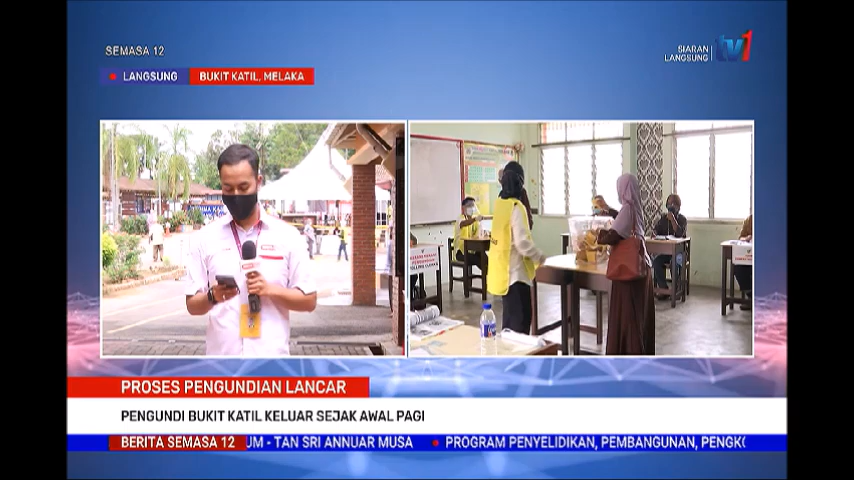 SEMASA 12
SIARAN
LANGSUNG
tv1
LANGSUNG
BUKIT KATIL, MELAKA
PROSES PENGUNDIAN LANCAR
PENGUNDI BUKIT KATIL KELUAR SEJAK AWAL PAGI
BERITA SEMASA 12
UM - TAN SRI ANNUAR MUSA • PROGRAM PENYELIDIKAN, PEMBANGUNAN, PENGKO